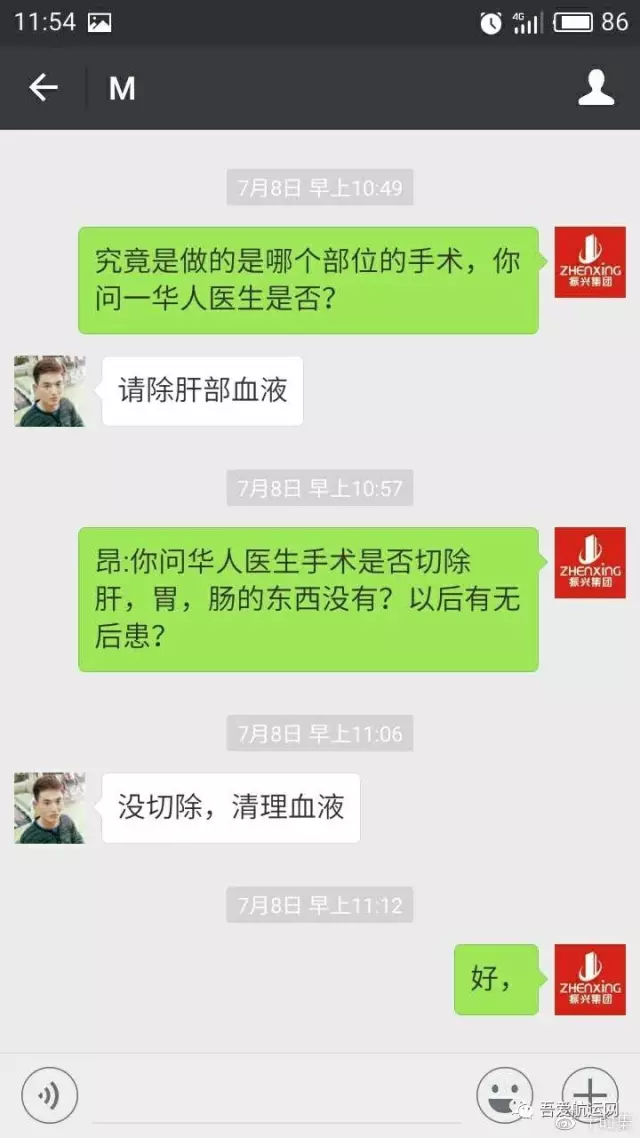 11:54
4G
86
M
7月8日 早上10:49
究竟是做的是哪个部位的手术，你
问一华人医生是否？
ZHENXING
振兴集团
请除肝部血液
7月8日 早上10:57
昂:你问华人医生手术是否切除
肝，胃，肠的东西没有？以后有无
后患？
ZHENXING
振兴集团
7月8日 早上11:06
没切除，清理血液
7月8日 早上11:12
好，
ZHENXING
振兴集团
吾爱航运网